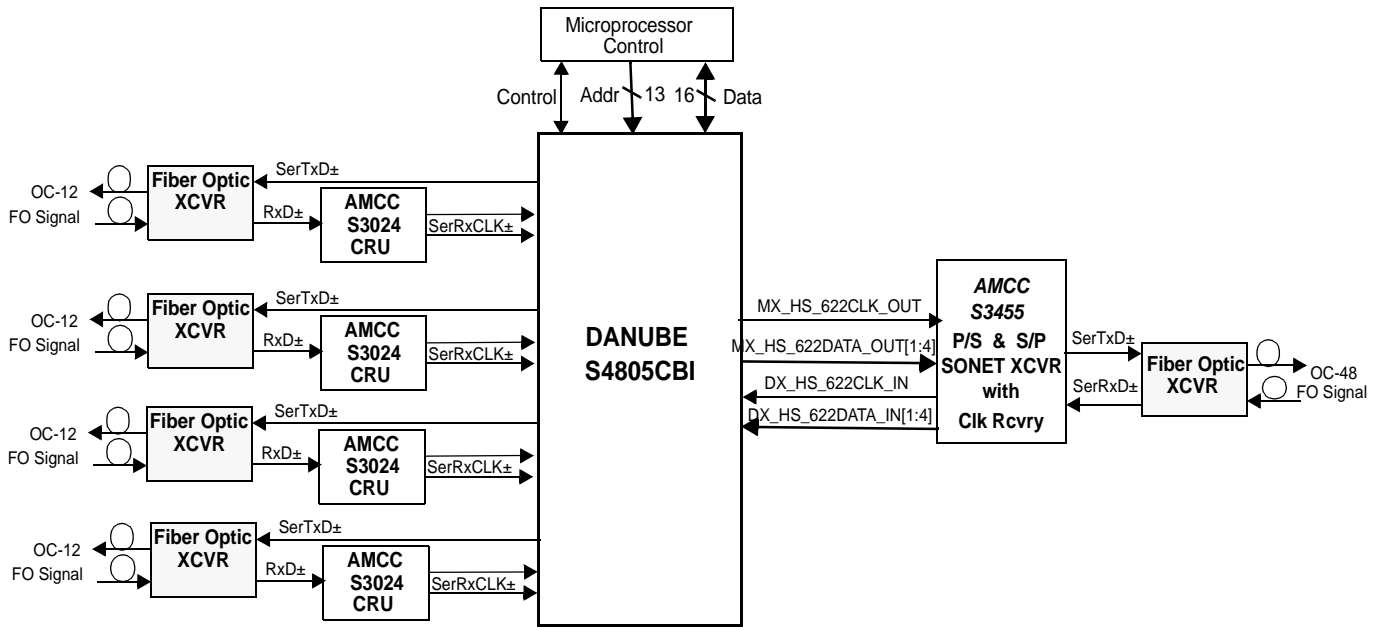 Microprocessor
Control
Control
Addr
13
16
Data
OC-12
FO Signal
Fiber Optic
XCVR
SerTxD±
RxD±
AMCC
S3024
CRU
SerRxCLK±
OC-12
FO Signal
Fiber Optic
XCVR
SerTxD±
RxD±
AMCC
S3024
CRU
SerRxCLK±
OC-12
FO Signal
Fiber Optic
XCVR
SerTxD±
RxD±
AMCC
S3024
CRU
SerRxCLK±
OC-12
FO Signal
Fiber Optic
XCVR
SerTxD±
RxD±
AMCC
S3024
CRU
SerRxCLK±
DANUBE
S4805CBI
MX_HS_622CLK_OUT
MX_HS_622DATA_OUT[1:4]
DX_HS_622CLK_IN
DX_HS_622DATA_IN[1:4]
AMCC
S3455
P/S & S/P
SONET XCVR
with
Clk Rcvry
SerTxD±
SerRxD±
Fiber Optic
XCVR
OC-48
FO Signal